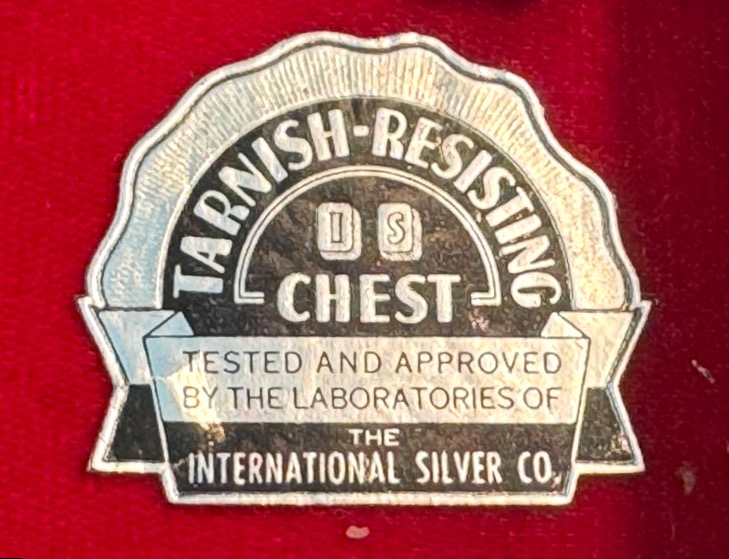 TARNISH-RESISTING
I S
CHEST
TESTED AND APPROVED
BY THE LABORATORIES OF
THE
INTERNATIONAL SILVER CO.